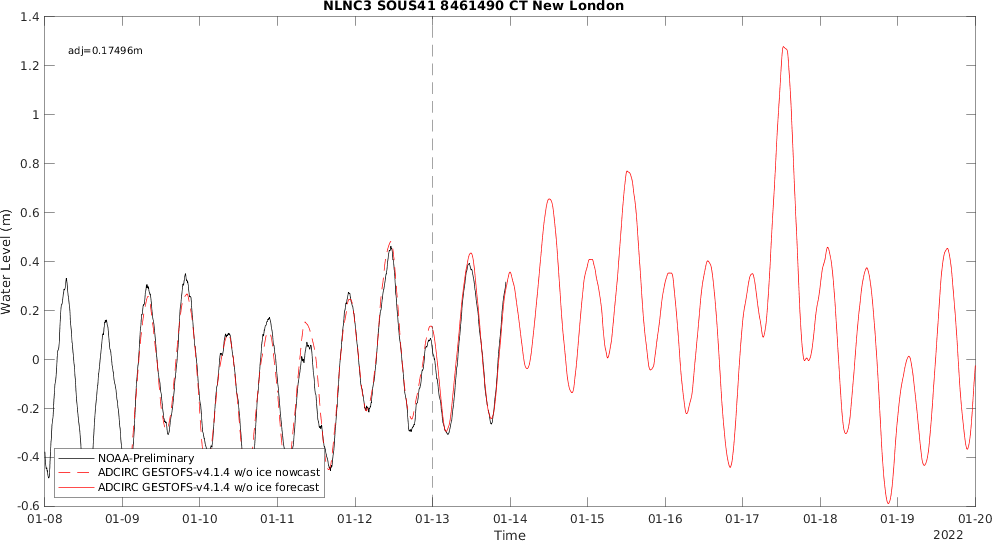 NLNC3 SOUS41 8461490 CT New London
adj=0.17496m
Water Level (m)
1.4
1.2
1
0.8
0.6
0.4
0.2
0
-0.2
-0.4
-0.6
NOAA-Preliminary
ADCIRC GESTOFS-v4.1.4 w/o ice nowcast
ADCIRC GESTOFS-v4.1.4 w/o ice forecast
01-08 01-09 01-10 01-11 01-12 01-13 01-14 01-15 01-16 01-17 01-18 01-19 01-20
Time
2022